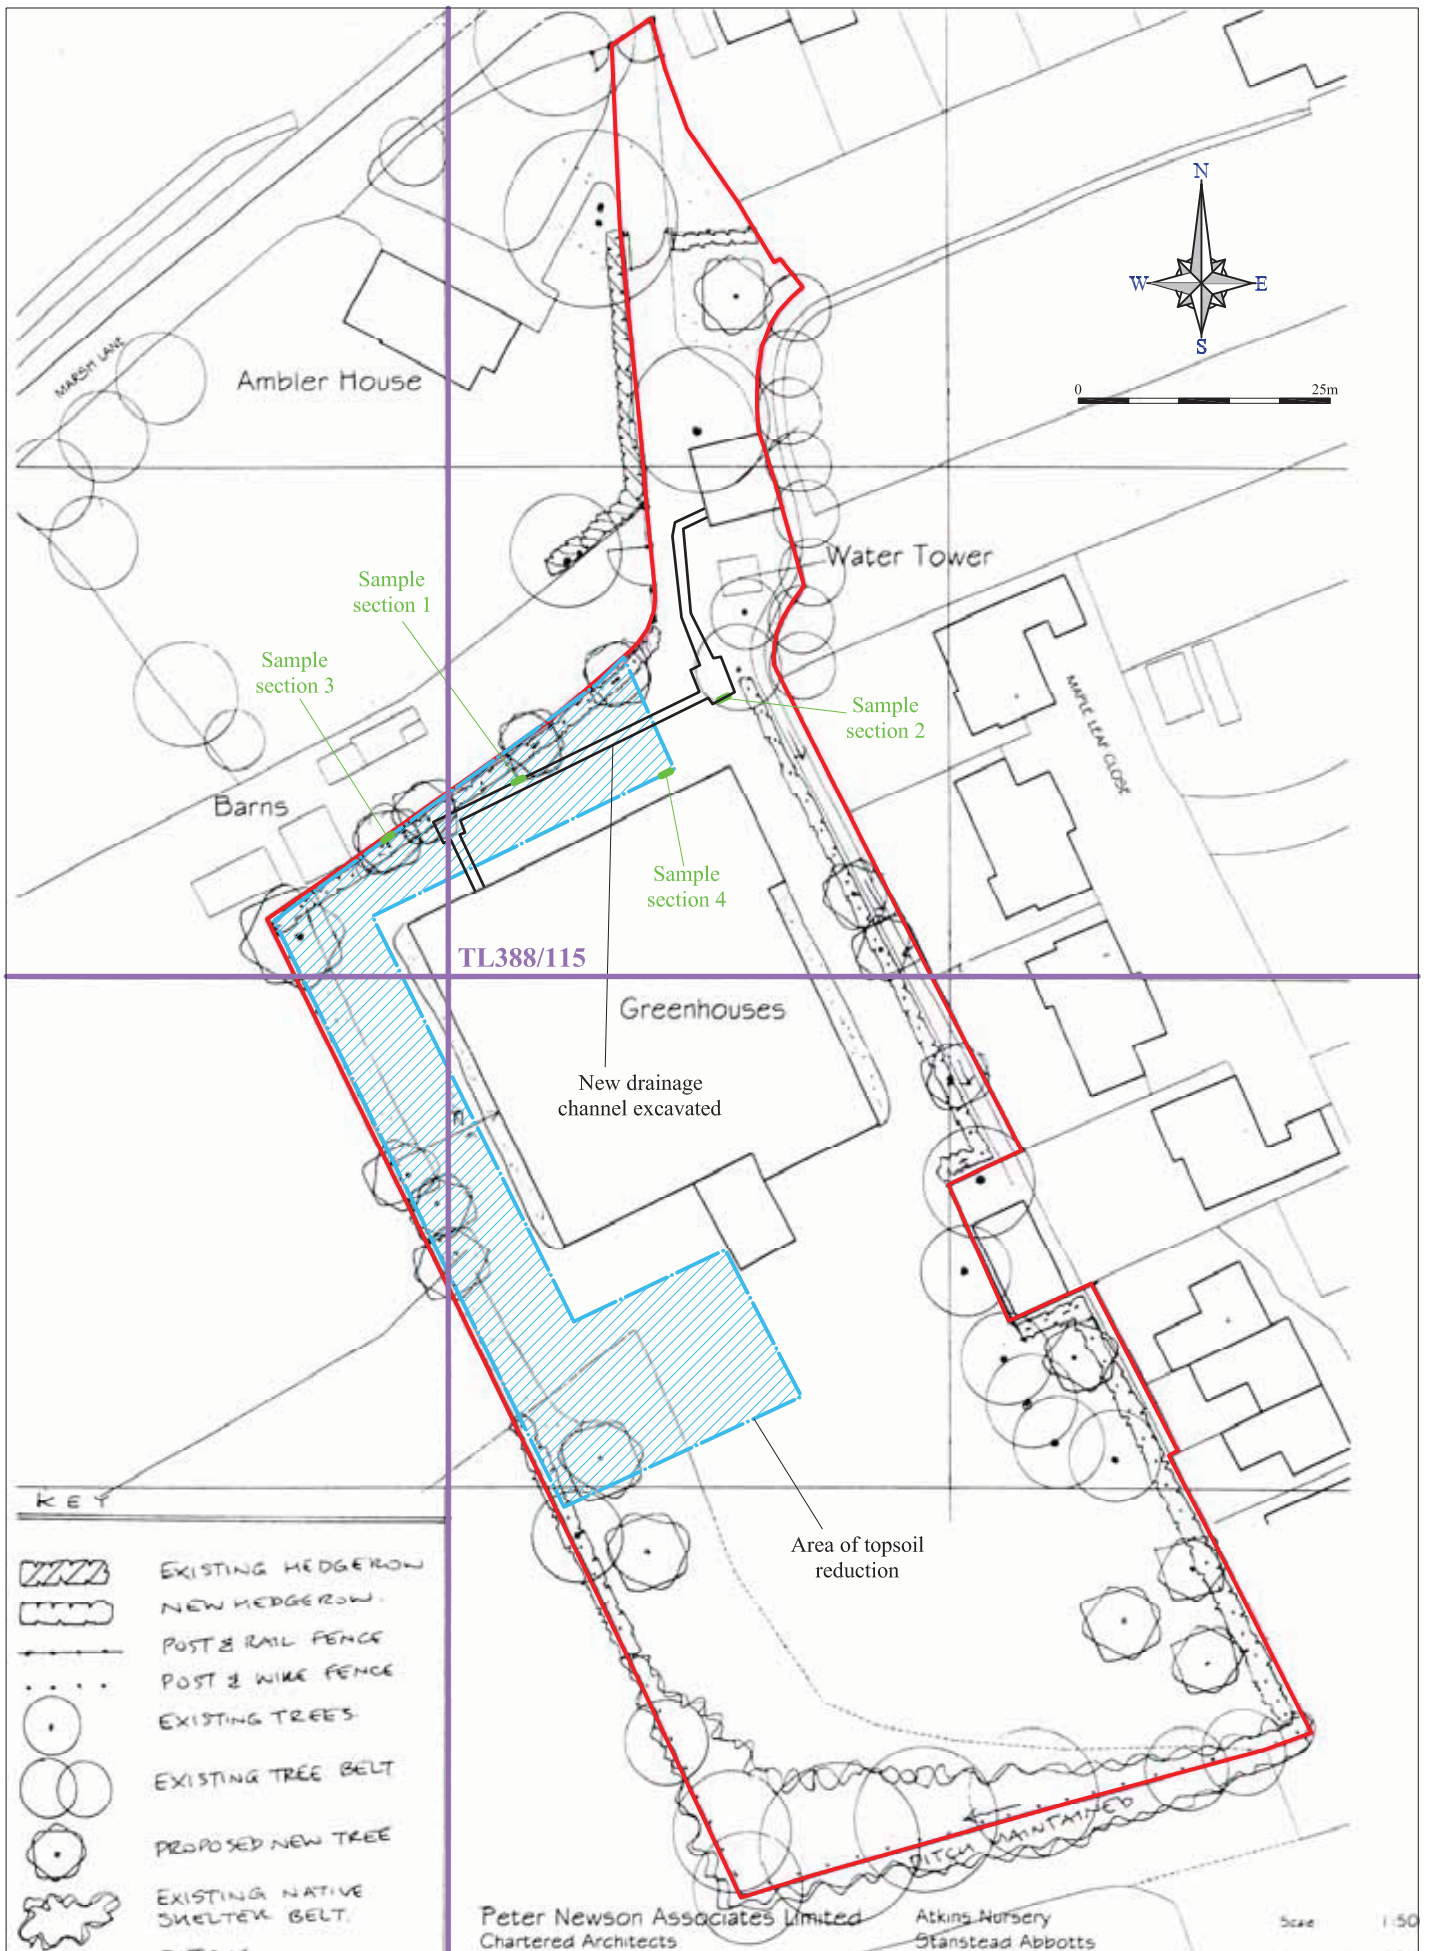 N
W
E
S
0
25m
MARSH LANE
Ambler House
Water Tower
Sample
section 1
Sample
section 3
Sample
section 2
MAPLE LEAF CLOSE
Barns
Sample
section 4
TL388/115
Greenhouses
New drainage
channel excavated
Area of topsoil
reduction
KEY
EXISTING HEDGEROW
NEW HEDGEROW.
POST & RAIL FENCE
POST & WIRE FENCE
EXISTING TREES.
EXISTING TREE BELT
PROPOSED NEW TREE
EXISTING NATIVE
SHELTER BELT.
DITCH MAINTAINED
Peter Newson Associates Limited
Chartered Architects
Atkins Nursery
Stanstead Abbotts
Scale 1:50